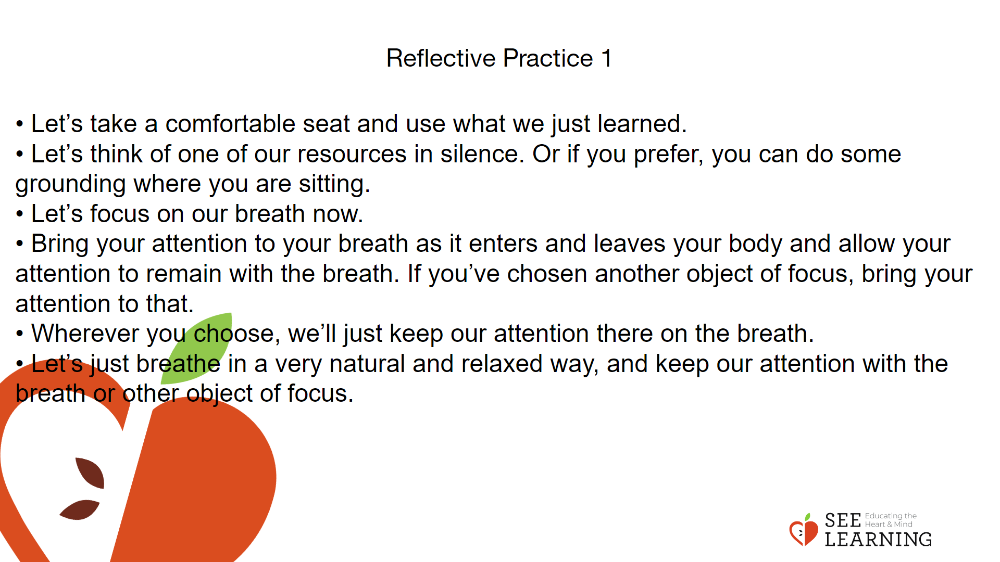 Reflective Practice 1
• Let’s take a comfortable seat and use what we just learned.
• Let’s think of one of our resources in silence. Or if you prefer, you can do some
grounding where you are sitting.
• Let’s focus on our breath now.
• Bring your attention to your breath as it enters and leaves your body and allow your
attention to remain with the breath. If you’ve chosen another object of focus, bring your
attention to that.
• Wherever you choose, we’ll just keep our attention there on the breath.
• Let’s just breathe in a very natural and relaxed way, and keep our attention with the
breath or other object of focus.
SEE
Educating the
Heart & Mind
LEARNING